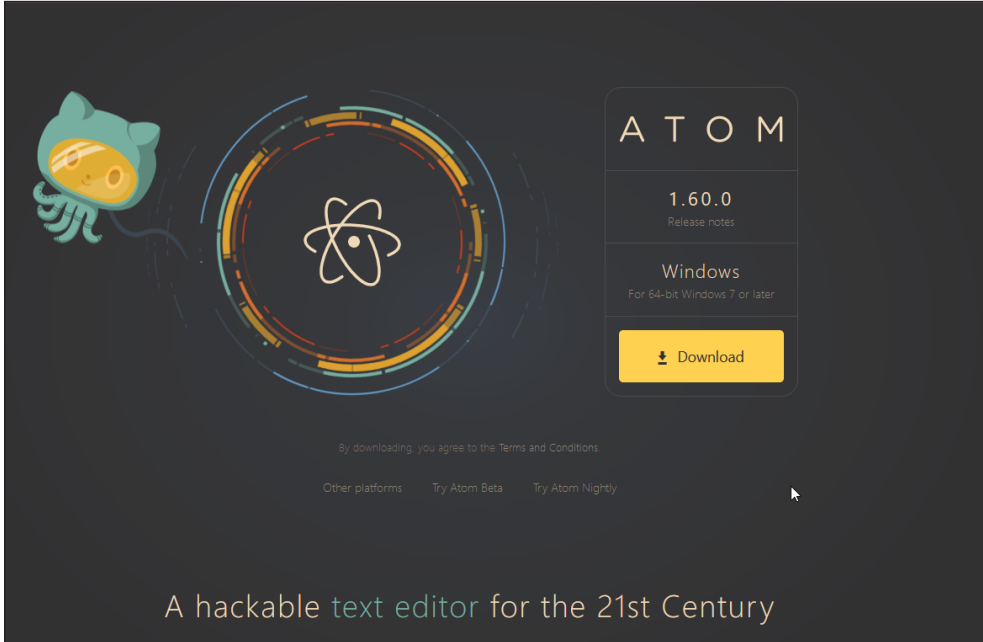 ATOM
1.60.0
Release notes
Windows
For 64-bit Windows 7 or later
Download
By downloading, you agree to the Terms and Conditions.
Other platforms Try Atom Beta Try Atom Nightly
A hackable text editor for the 21st Century